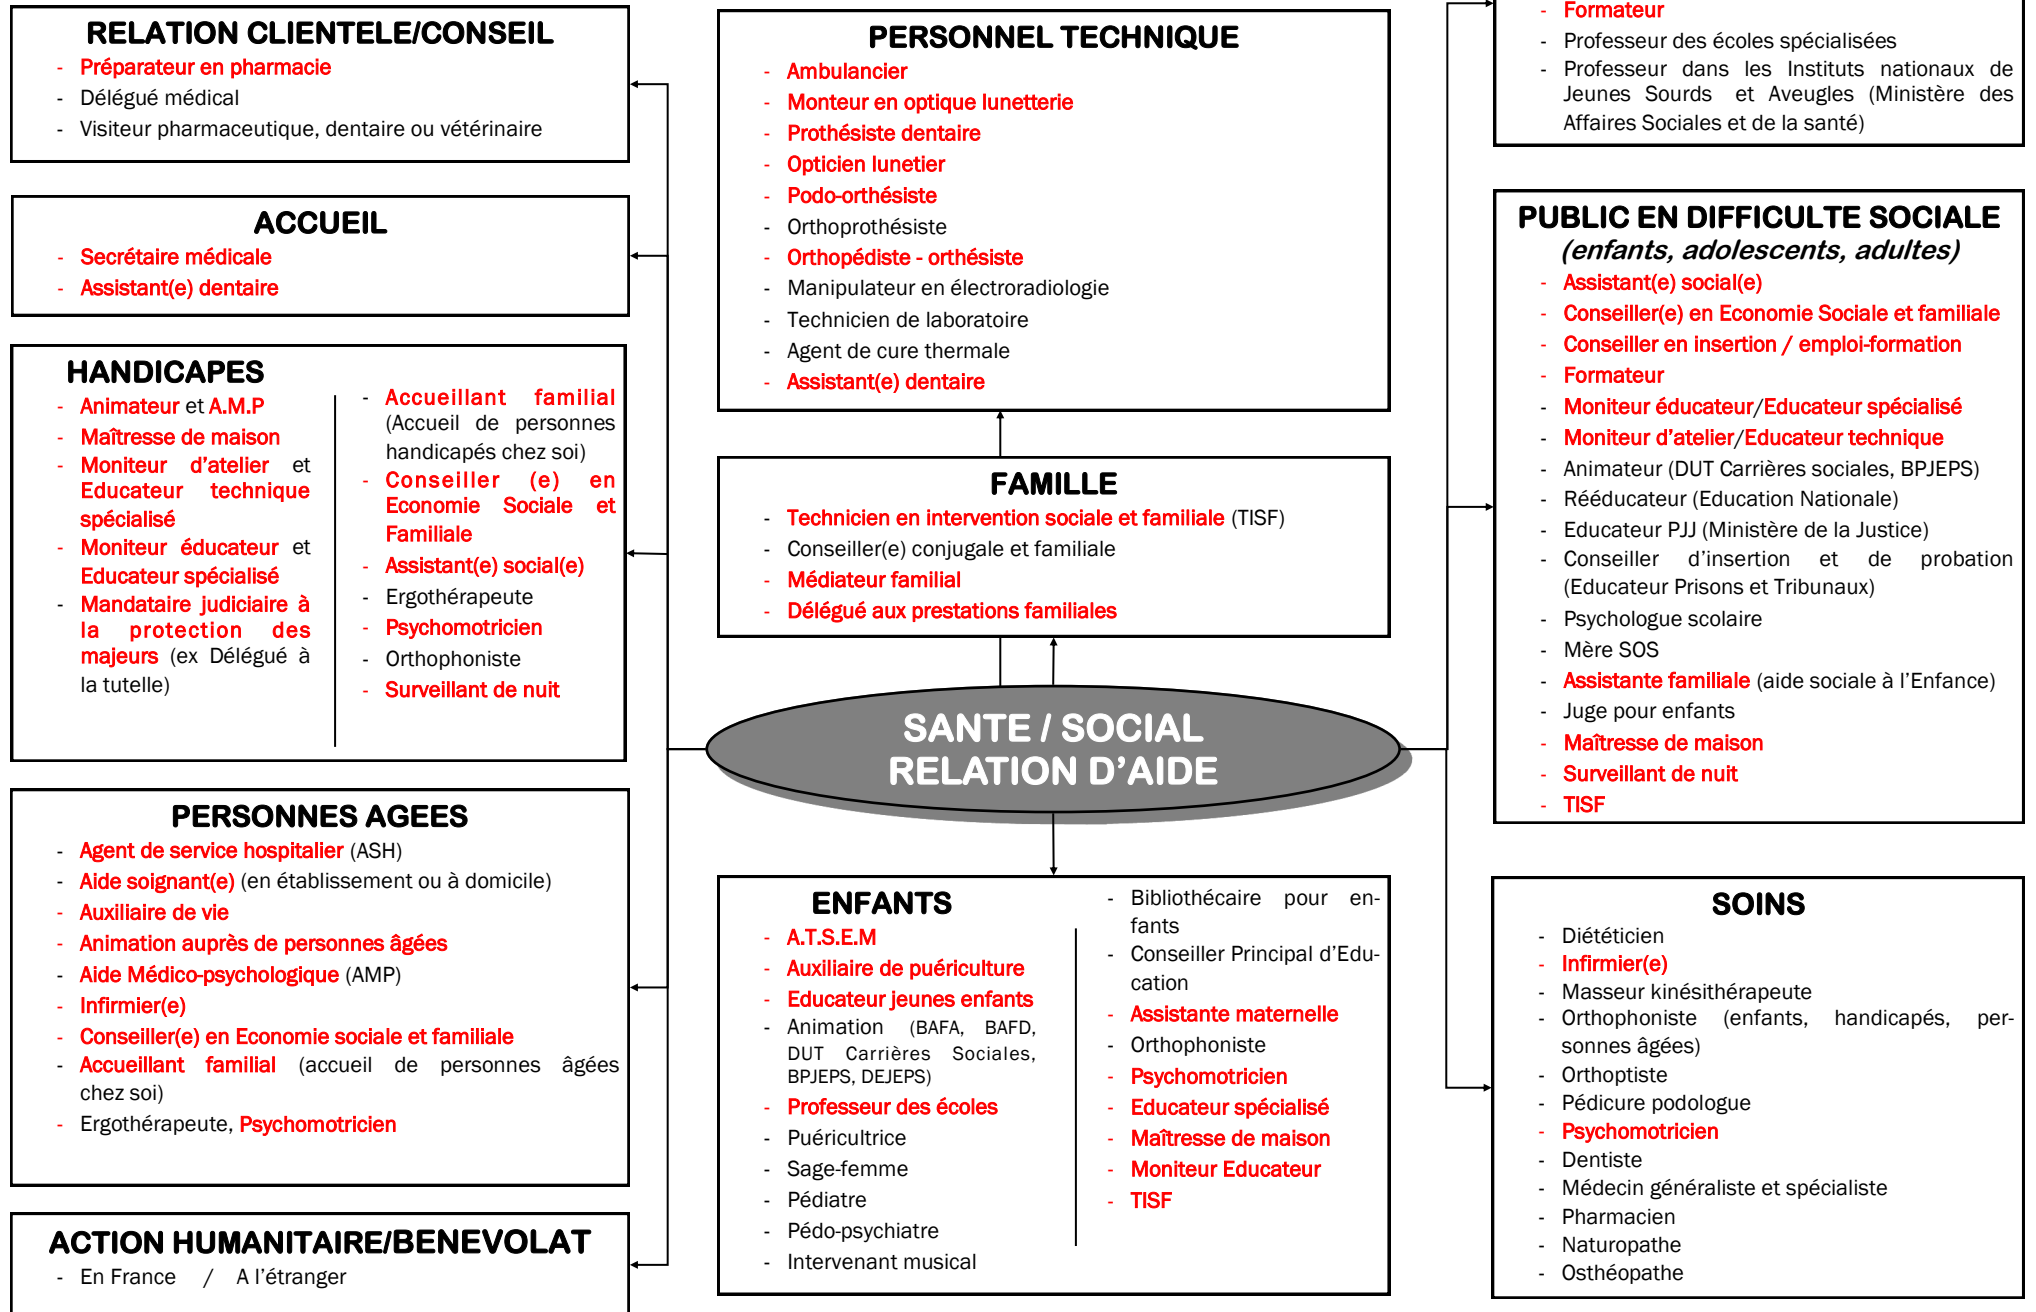 RELATION CLIENTELE/CONSEIL
- Préparateur en pharmacie
- Délégué médical
- Visiteur pharmaceutique, dentaire ou vétérinaire
ACCUEIL
- Secrétaire médicale
- Assistant(e) dentaire
HANDICAPES
- Animateur et A.M.P
- Maîtresse de maison
- Moniteur d'atelier et
Educateur technique
spécialisé
- Moniteur éducateur et
Educateur spécialisé
- Mandataire judiciaire à
la protection des
majeurs (ex Délégué à
la tutelle)
- Accueillant familial
(Accueil de personnes
handicapés chez soi)
- Conseiller (e) en
Economie Sociale et
Familiale
- Assistant(e) social(e)
- Ergothérapeute
- Psychomotricien
- Orthophoniste
- Surveillant de nuit
PERSONNES AGEES
- Agent de service hospitalier (ASH)
- Aide soignant(e) (en établissement ou à domicile)
- Auxiliaire de vie
- Animation auprès de personnes âgées
- Aide Médico-psychologique (AMP)
- Infirmier(e)
- Conseiller(e) en Economie sociale et familiale
- Accueillant familial (accueil de personnes âgées
chez soi)
- Ergothérapeute, Psychomotricien
ACTION HUMANITAIRE/BENEVOLAT
- En France / A l'étranger
PERSONNEL TECHNIQUE
- Ambulancier
- Monteur en optique lunetterie
- Prothésiste dentaire
- Opticien lunetier
- Podo-orthésiste
- Orthoprothésiste
- Orthopédiste - orthésiste
- Manipulateur en électroradiologie
- Technicien de laboratoire
- Agent de cure thermale
- Assistant(e) dentaire
FAMILLE
- Technicien en intervention sociale et familiale (TISF)
- Conseiller(e) conjugale et familiale
- Médiateur familial
- Délégué aux prestations familiales
SANTE / SOCIAL
RELATION D'AIDE
ENFANTS
- A.T.S.E.M
- Auxiliaire de puériculture
- Educateur jeunes enfants
- Animation (BAFA, BAFD,
DUT Carrières Sociales,
BPJEPS, DEJEPS)
- Professeur des écoles
- Puéricultrice
- Sage-femme
- Pédiatre
- Pédo-psychiatre
- Intervenant musical
- Bibliothécaire pour en-
fants
- Conseiller Principal d'Edu-
cation
- Assistante maternelle
- Orthophoniste
- Psychomotricien
- Educateur spécialisé
- Maîtresse de maison
- Moniteur Educateur
- TISF
- Formateur
- Professeur des écoles spécialisées
- Professeur dans les Instituts nationaux de
Jeunes Sourds et Aveugles (Ministère des
Affaires Sociales et de la santé)
PUBLIC EN DIFFICULTE SOCIALE
(enfants, adolescents, adultes)
- Assistant(e) social(e)
- Conseiller(e) en Economie Sociale et familiale
- Conseiller en insertion / emploi-formation
- Formateur
- Moniteur éducateur/Educateur spécialisé
- Moniteur d'atelier/Educateur technique
- Animateur (DUT Carrières sociales, BPJEPS)
- Rééducateur (Education Nationale)
- Educateur PJJ (Ministère de la Justice)
- Conseiller d'insertion et de probation
(Educateur Prisons et Tribunaux)
- Psychologue scolaire
- Mère SOS
- Assistante familiale (aide sociale à l'Enfance)
- Juge pour enfants
- Maîtresse de maison
- Surveillant de nuit
- TISF
SOINS
- Diététicien
- Infirmier(e)
- Masseur kinésithérapeute
- Orthophoniste (enfants, handicapés, per-
sonnes âgées)
- Orthoptiste
- Pédicure podologue
- Psychomotricien
- Dentiste
- Médecin généraliste et spécialiste
- Pharmacien
- Naturopathe
- Osthéopathe